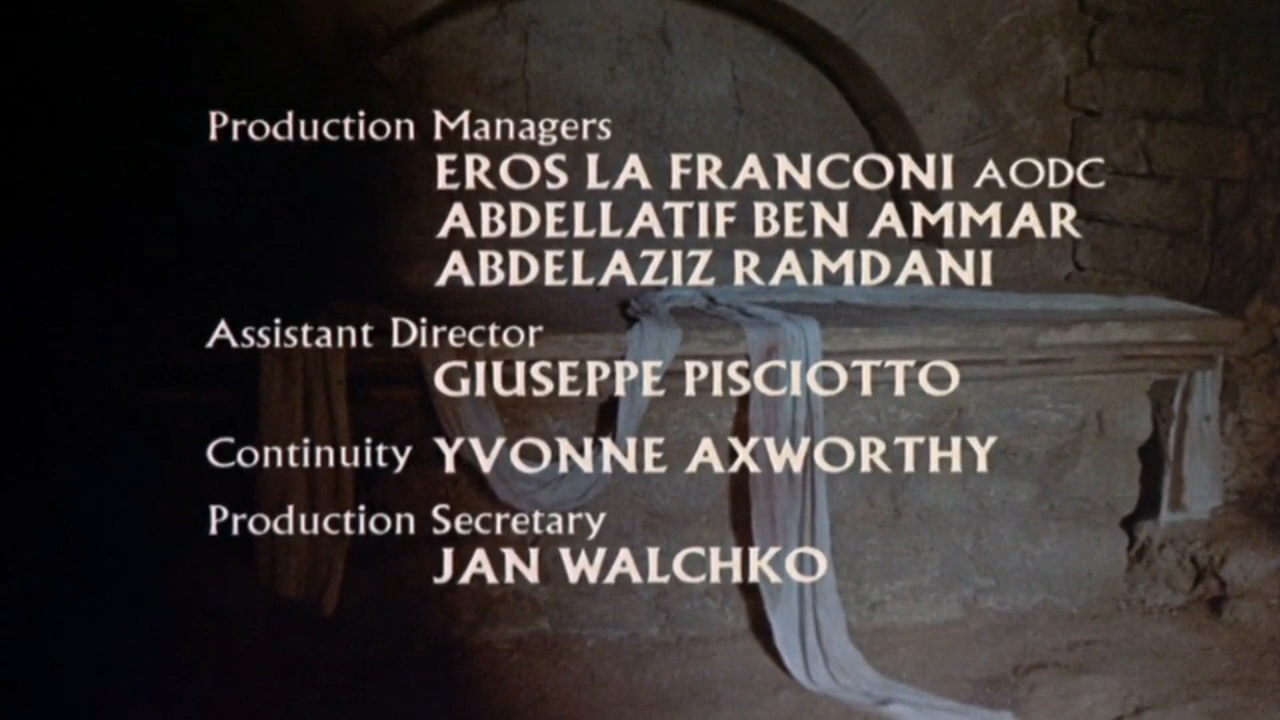 Production Managers
EROS LA FRANCONI AODC
ABDELLATIF BEN AMMAR
ABDELAZIZ RAMDANI
Assistant Director
GIUSEPPE PISCIOTTO
Continuity YVONNE AXWORTHY
Production Secretary
JAN WALCHKO